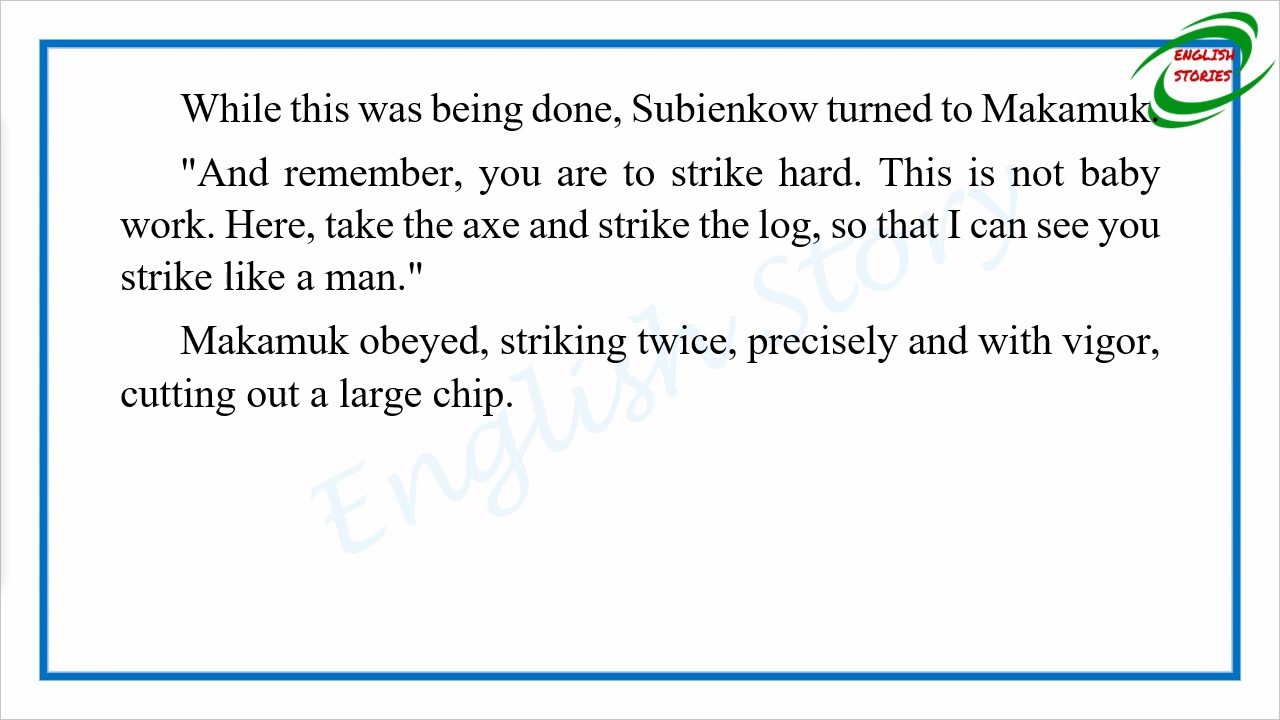 ENGLISH
STORIES
While this was being done, Subienkow turned to Makamuk.
"And remember, you are to strike hard. This is not baby
work. Here, take the axe and strike the log, so that I can see you
strike like a man."
Makamuk obeyed, striking twice, precisely and with vigor,
cutting out a large chip.
English Story